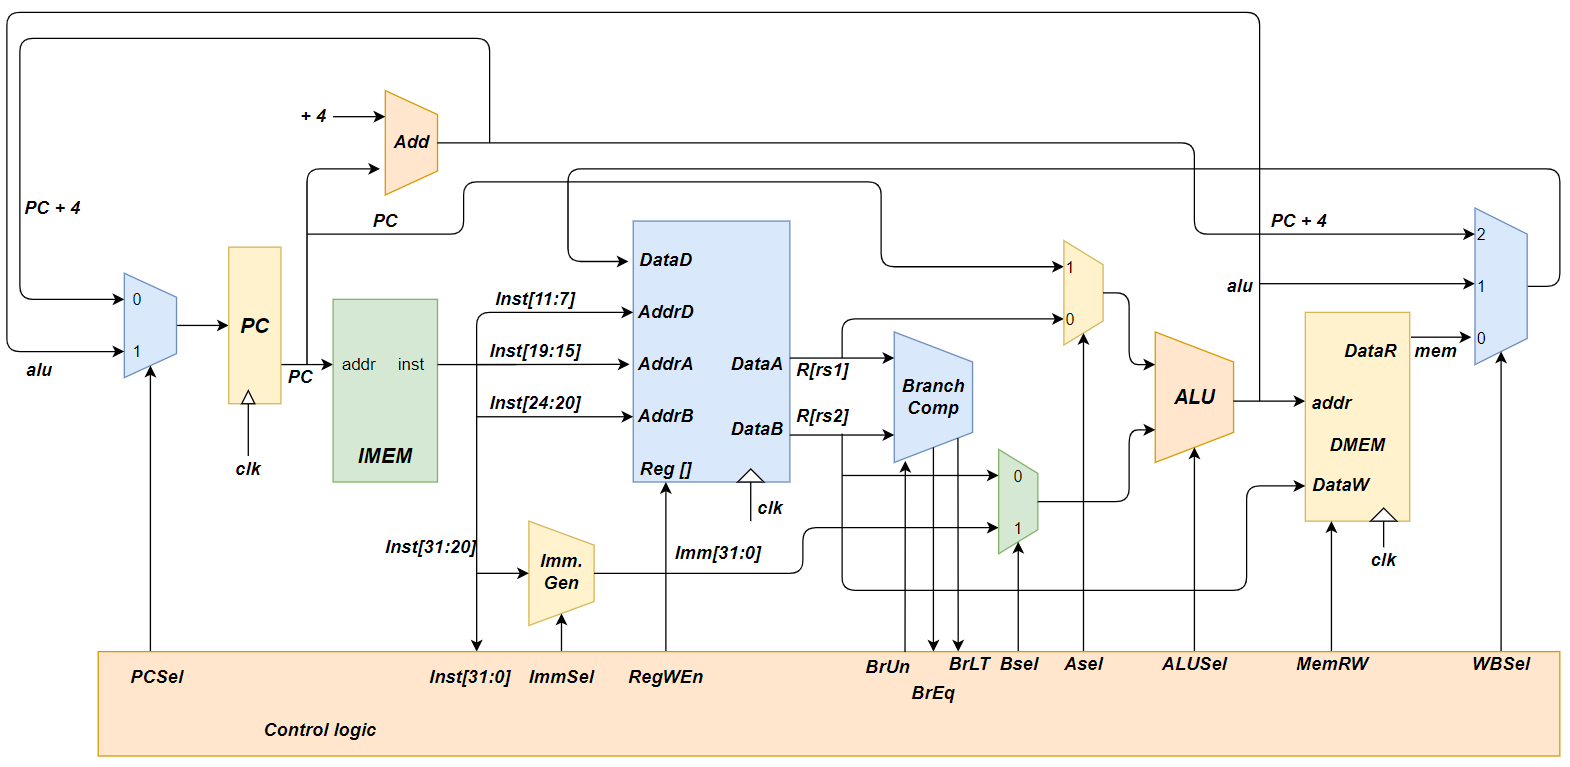 + 4
Add
PC + 4
PC
PC + 4
2
DataD
1
alu
1
0
PC
Inst[11:7]
AddrD
0
1
alu
addr
inst
Inst[19:15]
AddrA
DataA
R[rs1]
Branch
Comp
ALU
DataR
mem
0
PC
Inst[24:20]
AddrB
DataB
R[rs2]
addr
DMEM
IMEM
clk
Reg []
clk
0
1
DataW
Inst[31:20]
Imm.
Gen
Imm[31:0]
clk
PCSel
Inst[31:0]
ImmSel
RegWEn
BrUn
BrEq
BrLT
Bsel
Asel
ALUSel
MemRW
WBSel
Control logic